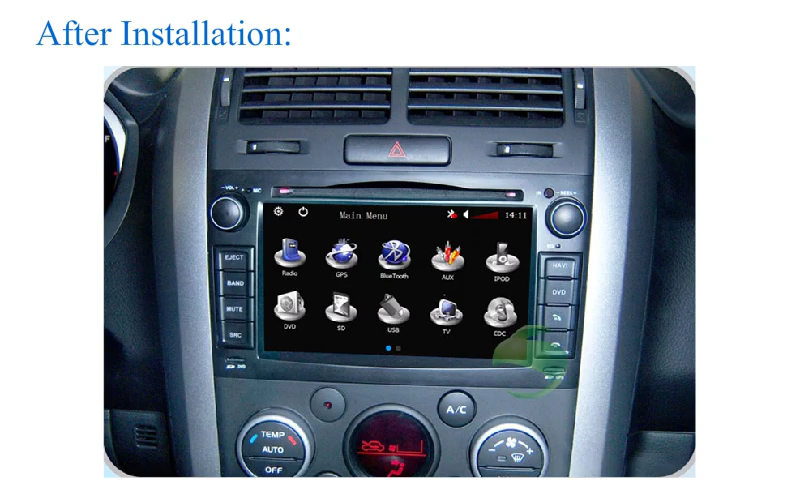 After Installation:
VOL
MIC
Main Menu
14:11
Radio
GPS
BlueTooth
AUX
IPOD
DVD
SD
USB
TV
CDC
EJECT
BAND
MUTE
SRC
NAVI
DVD
A/C
TEMP
AUTO
OFF